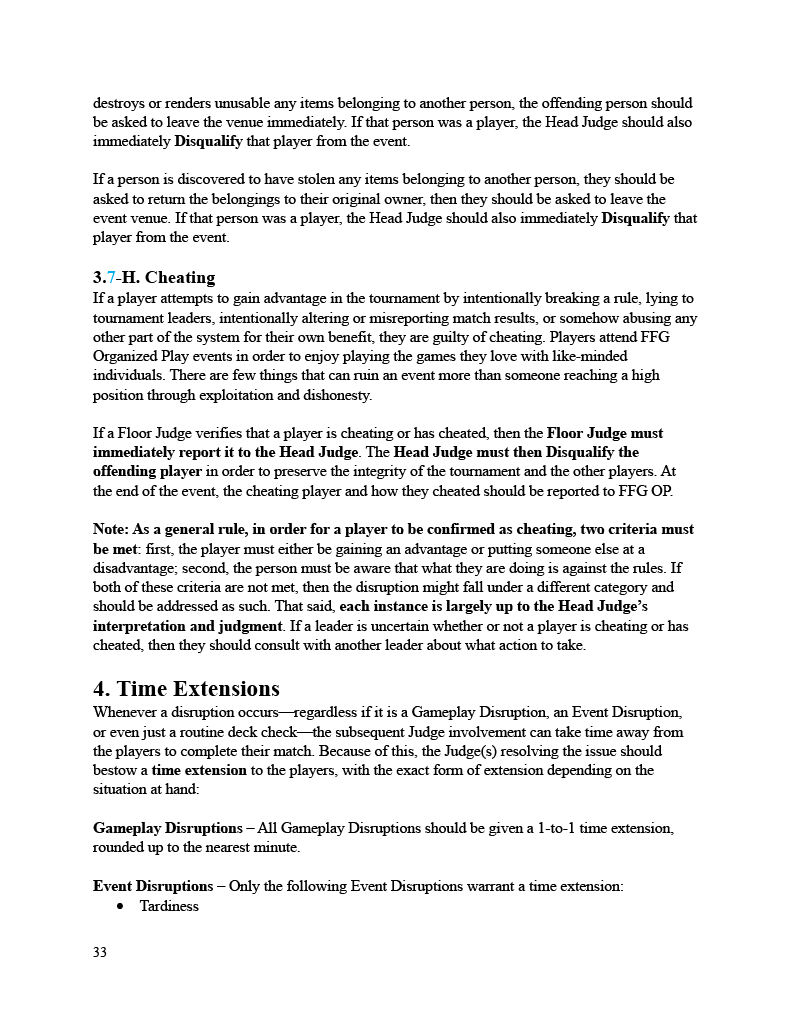 destroys or renders unusable any items belonging to another person, the offending person should
be asked to leave the venue immediately. If that person was a player, the Head Judge should also
immediately Disqualify that player from the event.
If a person is discovered to have stolen any items belonging to another person, they should be
asked to return the belongings to their original owner, then they should be asked to leave the
event venue. If that person was a player, the Head Judge should also immediately Disqualify that
player from the event.
3.7-H. Cheating
If a player attempts to gain advantage in the tournament by intentionally breaking a rule, lying to
tournament leaders, intentionally altering or misreporting match results, or somehow abusing any
other part of the system for their own benefit, they are guilty of cheating. Players attend FFG
Organized Play events in order to enjoy playing the games they love with like-minded
individuals. There are few things that can ruin an event more than someone reaching a high
position through exploitation and dishonesty.
If a Floor Judge verifies that a player is cheating or has cheated, then the Floor Judge must
immediately report it to the Head Judge. The Head Judge must then Disqualify the
offending player in order to preserve the integrity of the tournament and the other players. At
the end of the event, the cheating player and how they cheated should be reported to FFG OP.
Note: As a general rule, in order for a player to be confirmed as cheating, two criteria must
be met: first, the player must either be gaining an advantage or putting someone else at a
disadvantage; second, the person must be aware that what they are doing is against the rules. If
both of these criteria are not met, then the disruption might fall under a different category and
should be addressed as such. That said, each instance is largely up to the Head Judge's
interpretation and judgment. If a leader is uncertain whether or not a player is cheating or has
cheated, then they should consult with another leader about what action to take.
4. Time Extensions
Whenever a disruption occurs—regardless if it is a Gameplay Disruption, an Event Disruption,
or even just a routine deck check—the subsequent Judge involvement can take time away from
the players to complete their match. Because of this, the Judge(s) resolving the issue should
bestow a time extension to the players, with the exact form of extension depending on the
situation at hand:
Gameplay Disruptions – All Gameplay Disruptions should be given a 1-to-1 time extension,
rounded up to the nearest minute.
Event Disruptions – Only the following Event Disruptions warrant a time extension:
• Tardiness
33